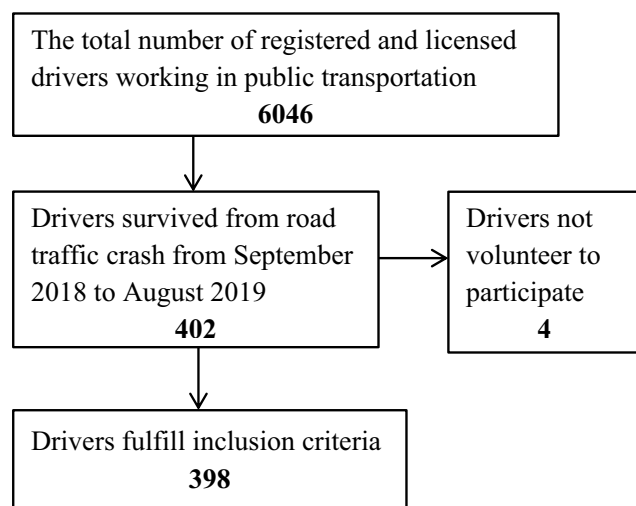 The total number of registered and licensed
drivers working in public transportation
6046
Drivers survived from road
traffic crash from September
2018 to August 2019
402
Drivers not
volunteer to
participate
4
Drivers fulfill inclusion criteria
398